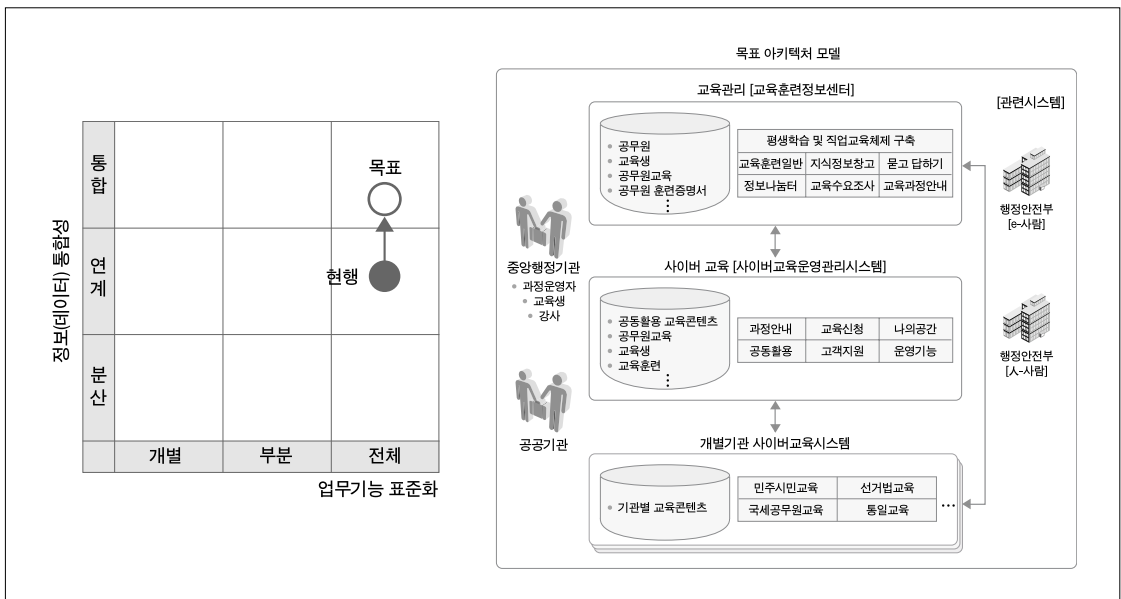 정보(데이터) 통합성
통합
연계
분산
목표
현행
개별
부분
전체
업무기능 표준화
목표 아키텍처 모델
교육관리 [교육훈련정보센터]
[관련시스템]
• 공무원
• 교육생
• 공무원교육
• 공무원 훈련증명서
⋮
평생학습 및 직업교육체제 구축
교육훈련일반 지식정보창고 묻고 답하기
정보나눔터 교육수요조사 교육과정안내
행정안전부
[e-사람]
중앙행정기관
• 과정운영자
• 교육생
• 강사
사이버 교육 [사이버교육운영관리시스템]
• 공동활용 교육콘텐츠
• 공무원교육
• 교육생
• 교육훈련
⋮
과정안내 교육신청 나의공간
공동활용 고객지원 운영기능
행정안전부
[人-사람]
공공기관
개별기관 사이버교육시스템
• 기관별 교육콘텐츠
민주시민교육 선거법교육
국세공무원교육 통일교육
…